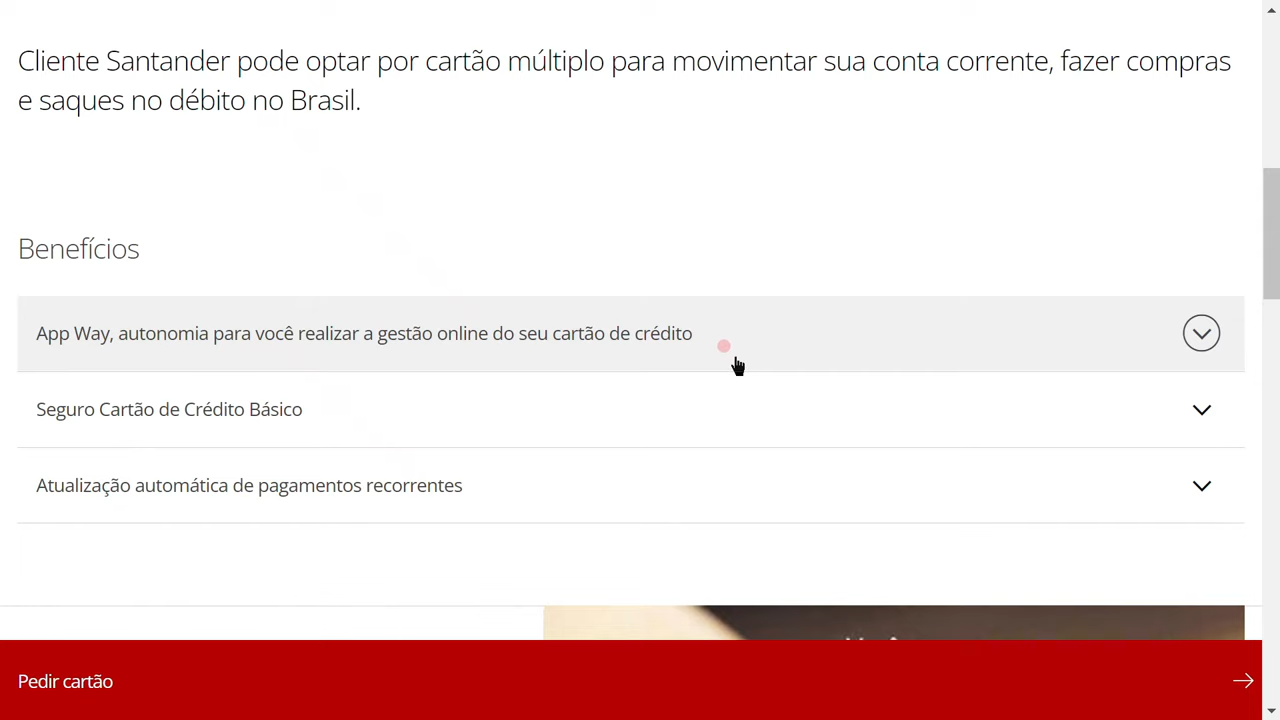 Cliente Santander pode optar por cartão múltiplo para movimentar sua conta corrente, fazer compras
e saques no débito no Brasil.
Benefícios
App Way, autonomia para você realizar a gestão online do seu cartão de crédito
Seguro Cartão de Crédito Básico
Atualização automática de pagamentos recorrentes
Pedir cartão